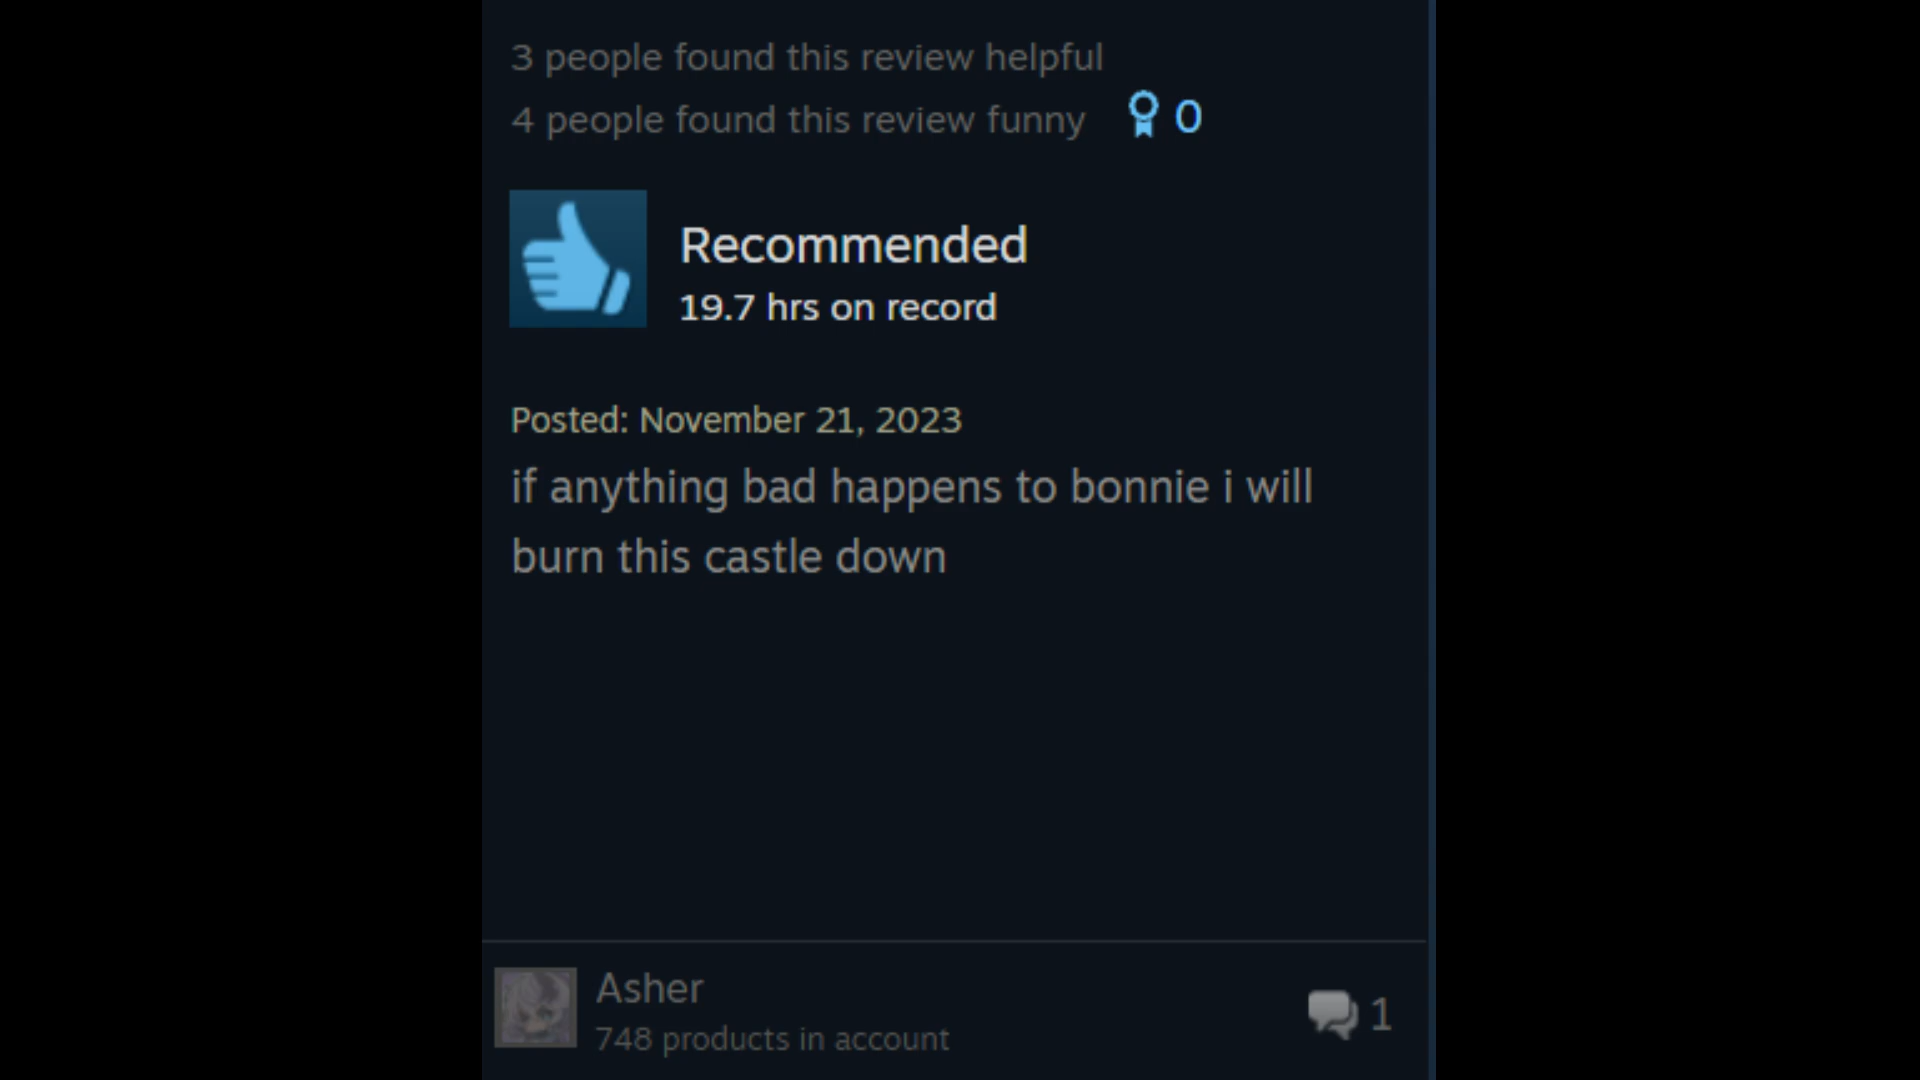 3 people found this review helpful
4 people found this review funny 0
Recommended
19.7 hrs on record
Posted: November 21, 2023
if anything bad happens to bonnie i will
burn this castle down
Asher
748 products in account
1